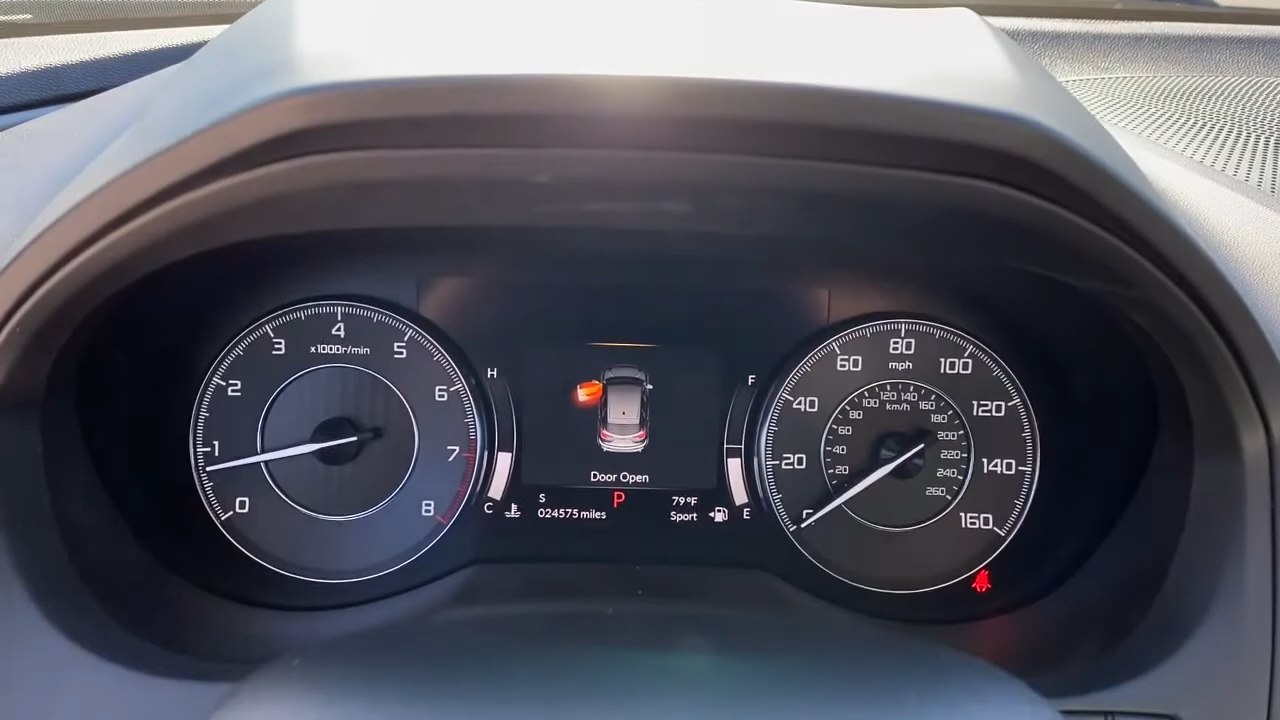 4
3
5
x1000r/min
2
6
1
7
0
8
H
C
F
E
Door Open
S
P
79°F
024575 miles
Sport
80
60
100
mph
40
120
20
140
160
120 140
100
160
km/h
80
180
60
200
40
220
20
240
260